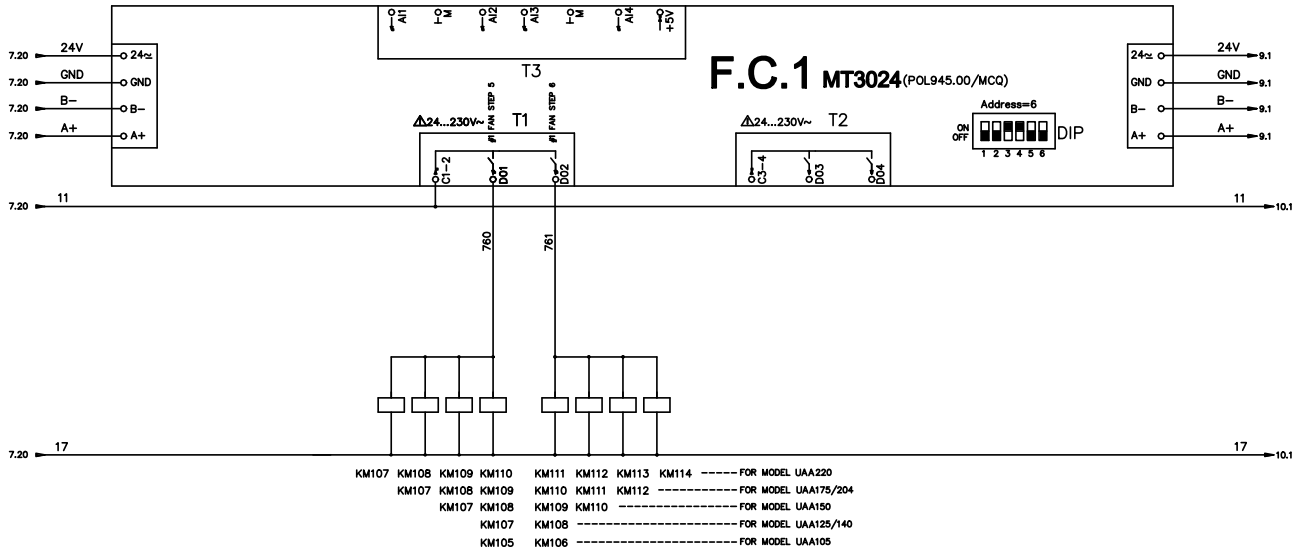 AI1 M AI2 AI3 M AI4 +5V
T3
F.C.1 MT3024 (POL945.00/MCQ)
7.20 24V 24≃
7.20 GND GND
7.20 B- B-
7.20 A+ A+
24≃ 24V 9.1
GND GND 9.1
B- B- 9.1
A+ A+ 9.1
#1 FAN STEP 5
#1 FAN STEP 6
⚠24...230V~ T1
C1-2 DO1 DO2
⚠24...230V~ T2
C3-4 DO3 DO4
Address=6
ON
OFF
DIP
1 2 3 4 5 6
7.20 11 11 10.1
760 761
7.20 17 17 10.1
KM107 KM108 KM109 KM110 KM111 KM112 KM113 KM114 ----- FOR MODEL UAA220
KM107 KM108 KM109 KM110 KM111 KM112 ----------- FOR MODEL UAA175/204
KM107 KM108 KM109 KM110 --------------- FOR MODEL UAA150
KM107 KM108 -------------------- FOR MODEL UAA125/140
KM105 KM106 -------------------- FOR MODEL UAA105